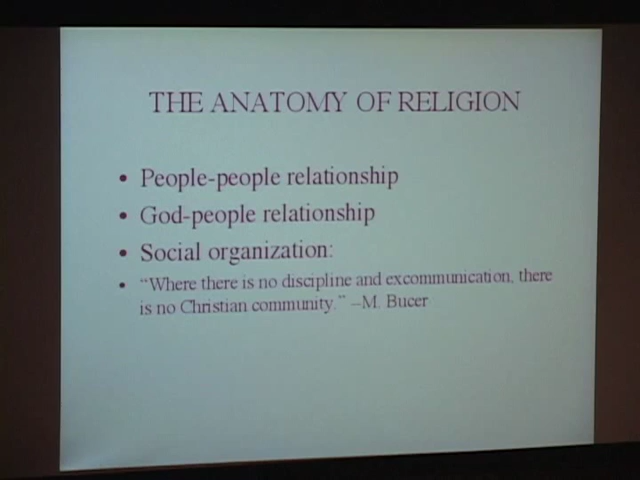 THE ANATOMY OF RELIGION
• People-people relationship
• God-people relationship
• Social organization:
• "Where there is no discipline and excommunication, there
is no Christian community." –M. Bucer